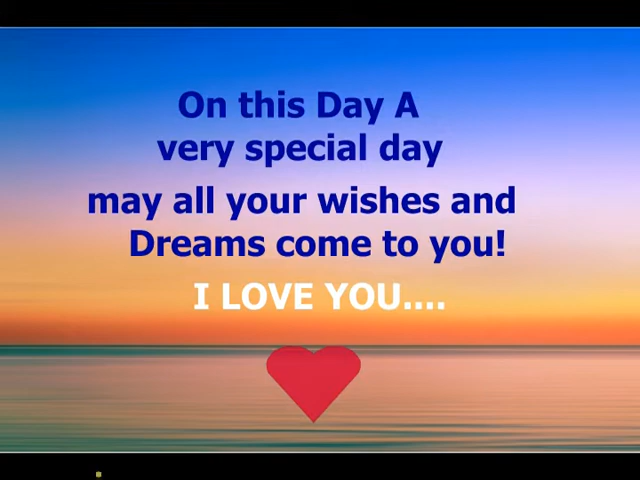 On this Day A
very special day
may all your wishes and
Dreams come to you!
I LOVE YOU....